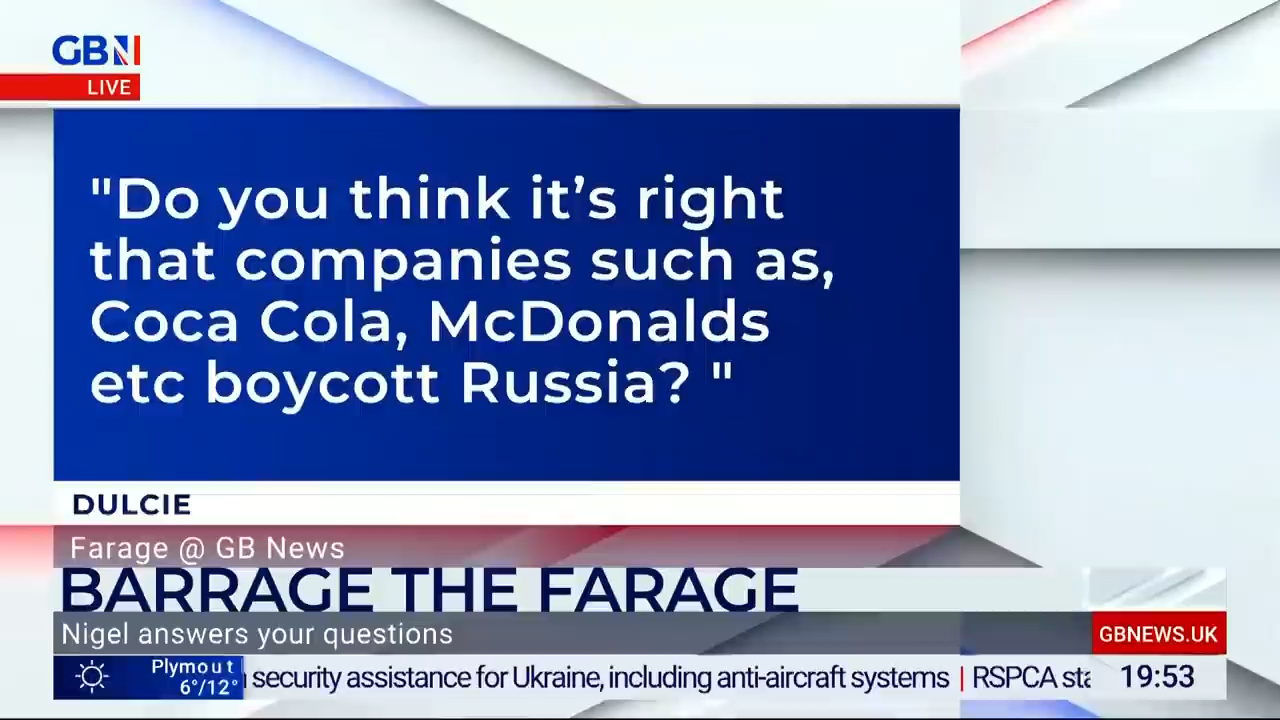 GBN
LIVE
"Do you think it’s right
that companies such as,
Coca Cola, McDonalds
etc boycott Russia? "
DULCIE
Farage @ GB News
BARRAGE THE FARAGE
Nigel answers your questions
GBNEWS.UK
Plymout
6°/12°
security assistance for Ukraine, including anti-aircraft systems | RSPCA sta
19:53